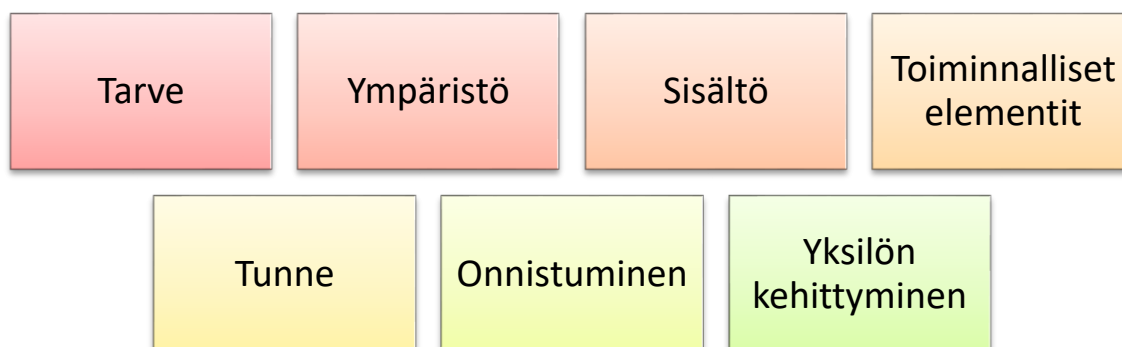 Tarve
Ympäristö
Sisältö
Toiminnalliset
elementit
Tunne
Onnistuminen
Yksilön
kehittyminen